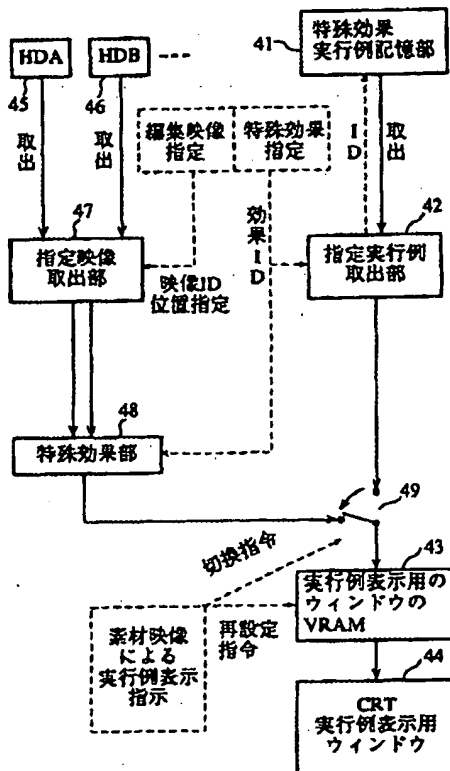 HDA
45
HDB
46
41
特殊効果
実行例記憶部
取出
取出
編集映像
指定
特殊効果
指定
ID
取出
47
指定映像
取出部
映像ID
位置指定
効果ID
42
指定実行例
取出部
48
特殊効果部
49
切換指令
43
実行例表示用の
ウィンドウの
VRAM
素材映像
による
実行例表示
指示
再設定
指令
44
CRT
実行例表示用
ウィンドウ